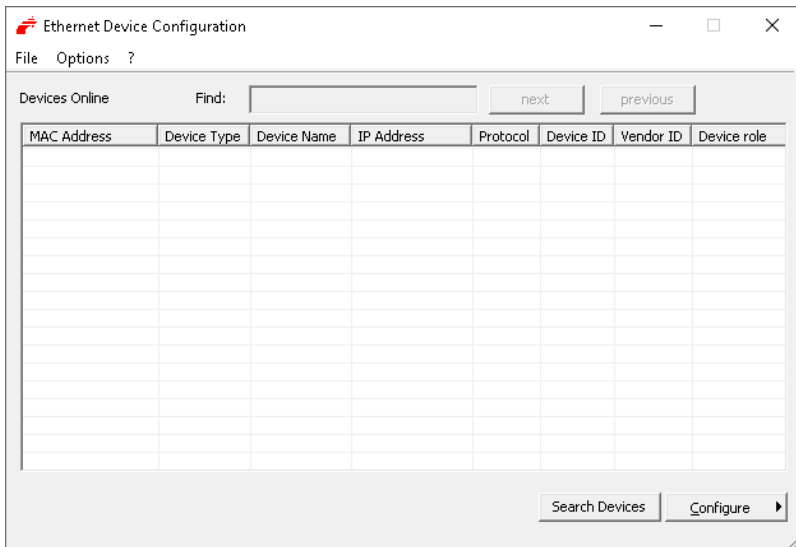 Ethernet Device Configuration
File Options ?
Devices Online Find: next previous
MAC Address Device Type Device Name IP Address Protocol Device ID Vendor ID Device role
Search Devices Configure